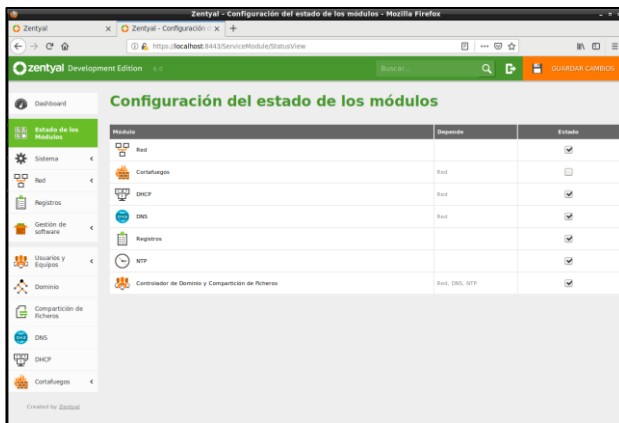 Zentyal - Configuración del estado de los módulos - Mozilla Firefox
Zentyal
Zentyal - Configuración d
https://localhost:8443/ServiceModule/StatusView
zentyal Development Edition
Buscar...
GUARDAR CAMBIOS
Dashboard
Estado de los
Módulos
Sistema
Red
Registros
Gestión de
software
Usuarios y
Equipos
Dominio
Compartición de
Ficheros
DNS
DHCP
Cortafuegos
Created by Zentyal
Configuración del estado de los módulos
Módulo Depende Estado
Red
Cortafuegos Red
DHCP Red
DNS Red
Registros
NTP
Controlador de Dominio y Compartición de Ficheros Red, DNS, NTP